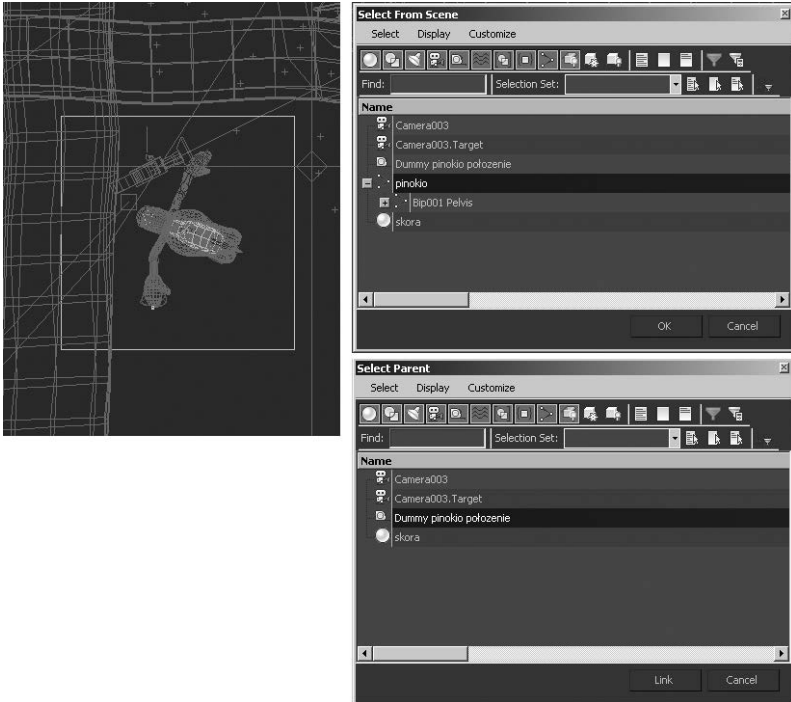 Select From Scene
Select Display Customize
Find: Selection Set:
Name
Camera003
Camera003.Target
Dummy pinokio położenie
pinokio
Bip001 Pelvis
skora
OK Cancel
Select Parent
Select Display Customize
Find: Selection Set:
Name
Camera003
Camera003.Target
Dummy pinokio położenie
skora
Link Cancel